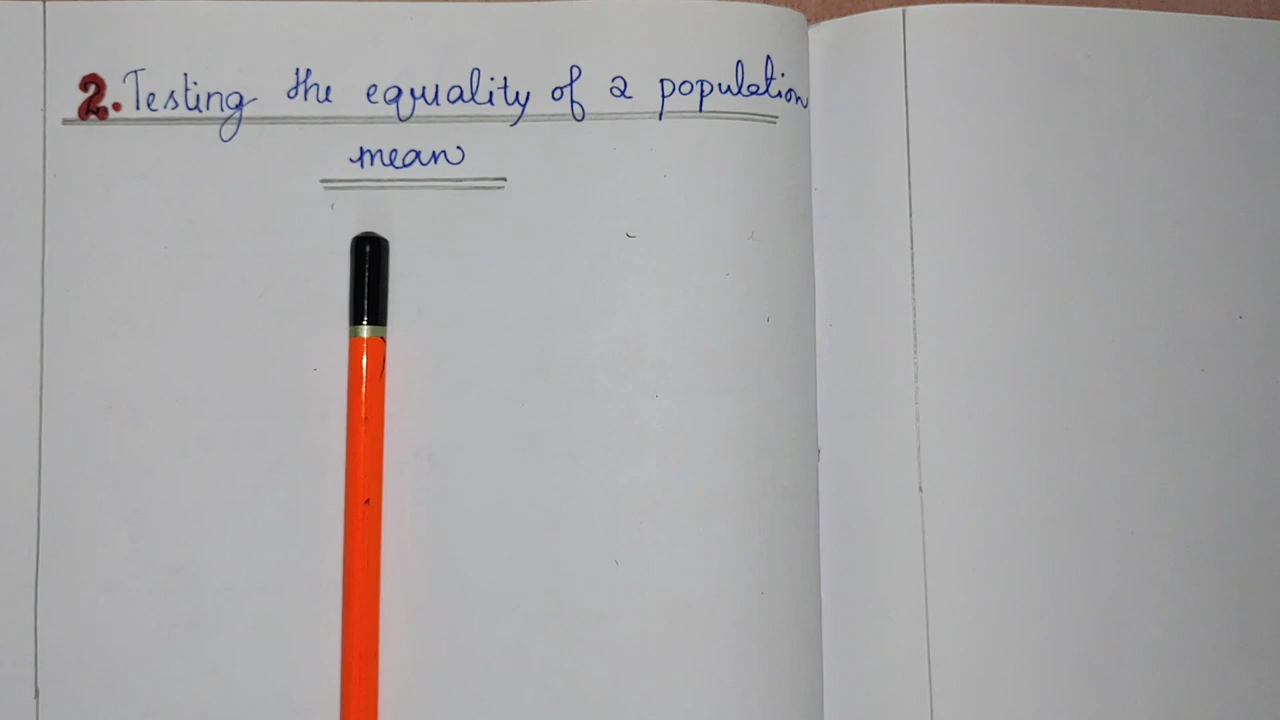 2. Testing the equality of a population
mean